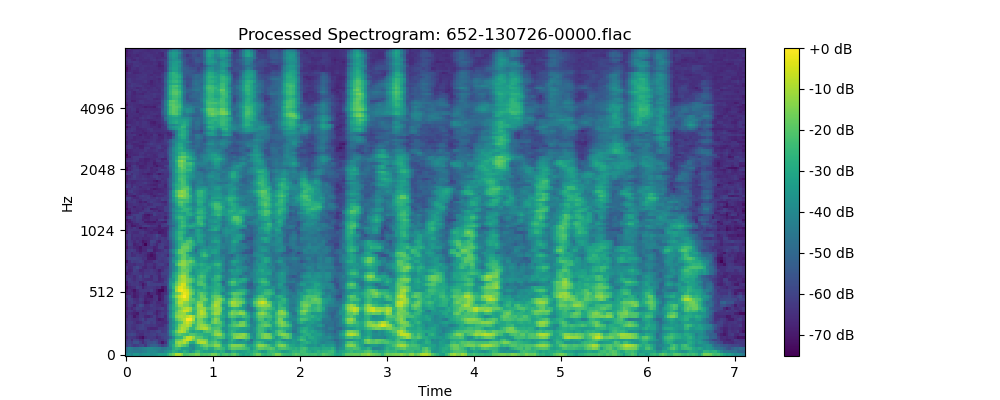 Processed Spectrogram: 652-130726-0000.flac
Hz
4096
2048
1024
512
0
0 1 2 3 4 5 6 7
Time
+0 dB
-10 dB
-20 dB
-30 dB
-40 dB
-50 dB
-60 dB
-70 dB